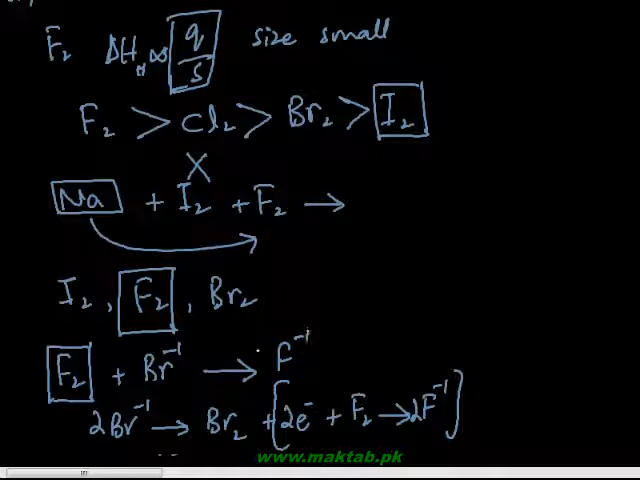 F₂ ΔH_H ∝ q/s size small
F₂ > Cl₂ > Br₂ > I₂
X
Na + I₂ + F₂ →
I₂, F₂, Br₂
F₂ + Br⁻¹ → F⁻¹
2Br⁻¹ → Br₂ + [2e⁻ + F₂ → 2F⁻¹]
www.maktab.pk